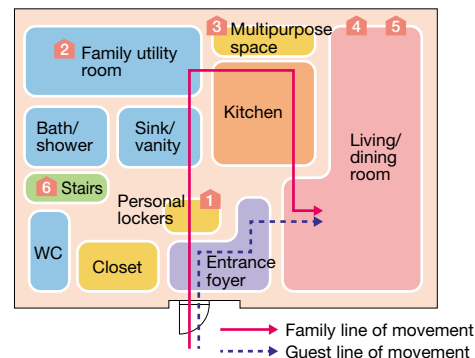 3 Multipurpose
space
4
5
2 Family utility
room
Kitchen
Bath/
shower
Sink/
vanity
Living/
dining
room
6 Stairs
Personal
lockers
1
WC
Closet
Entrance
foyer
Family line of movement
Guest line of movement